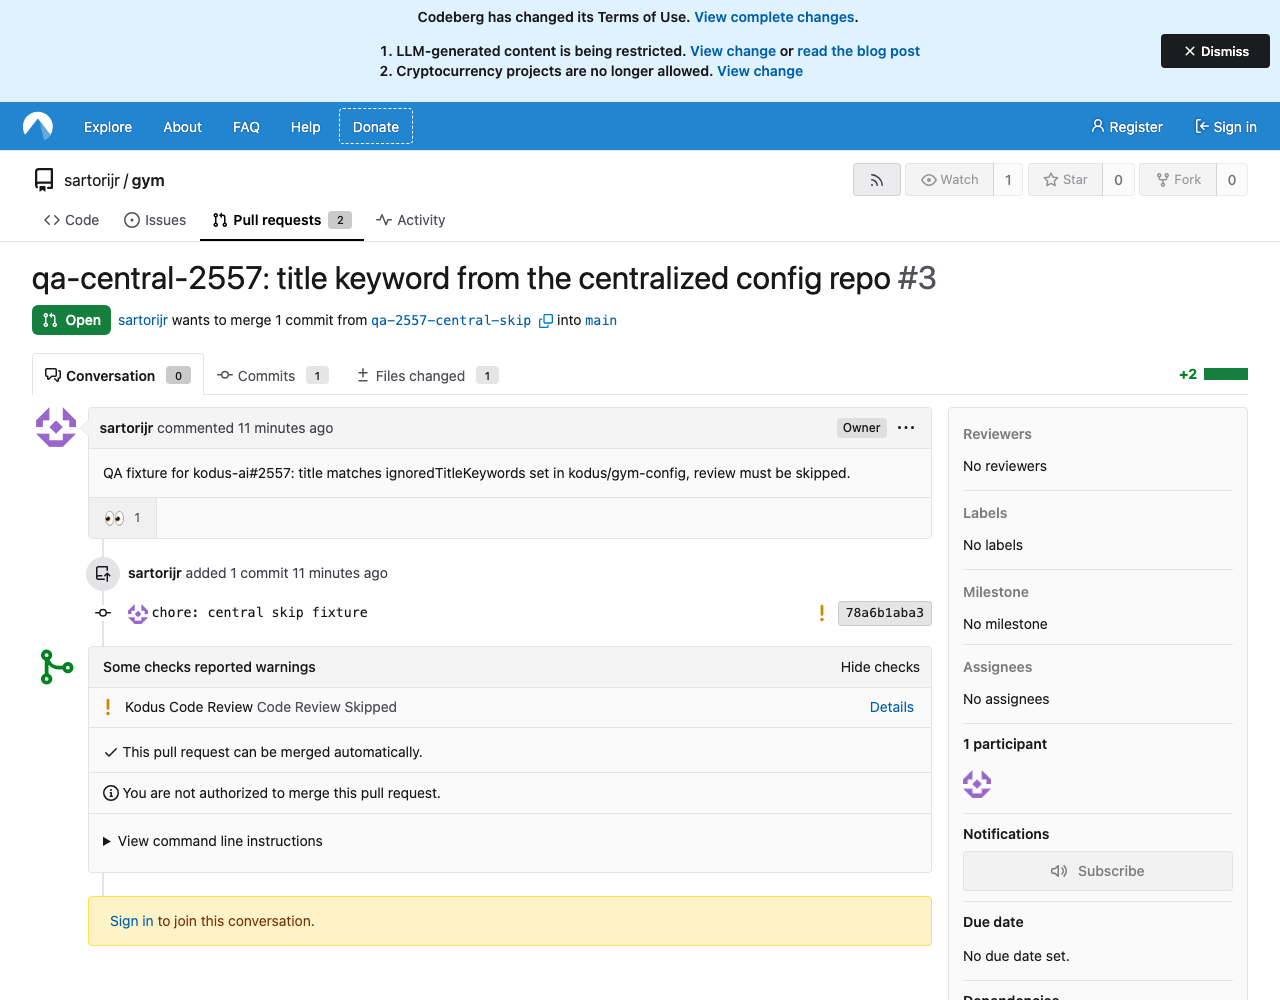 Codeberg has changed its Terms of Use. View complete changes.
1. LLM-generated content is being restricted. View change or read the blog post
2. Cryptocurrency projects are no longer allowed. View change
Dismiss
Explore About FAQ Help Donate Register Sign in
sartorijr / gym Watch 1 Star 0 Fork 0
Code Issues Pull requests 2 Activity
qa-central-2557: title keyword from the centralized config repo #3
Open sartorijr wants to merge 1 commit from qa-2557-central-skip into main
Conversation 0 Commits 1 Files changed 1 +2
sartorijr commented 11 minutes ago Owner
QA fixture for kodus-ai#2557: title matches ignoredTitleKeywords set in kodus/gym-config, review must be skipped.
👀 1
sartorijr added 1 commit 11 minutes ago
chore: central skip fixture 78a6b1aba3
Some checks reported warnings Hide checks
Kodus Code Review Code Review Skipped Details
This pull request can be merged automatically.
You are not authorized to merge this pull request.
View command line instructions
Sign in to join this conversation.
Reviewers
No reviewers
Labels
No labels
Milestone
No milestone
Assignees
No assignees
1 participant
Notifications
Subscribe
Due date
No due date set.
Dependencies